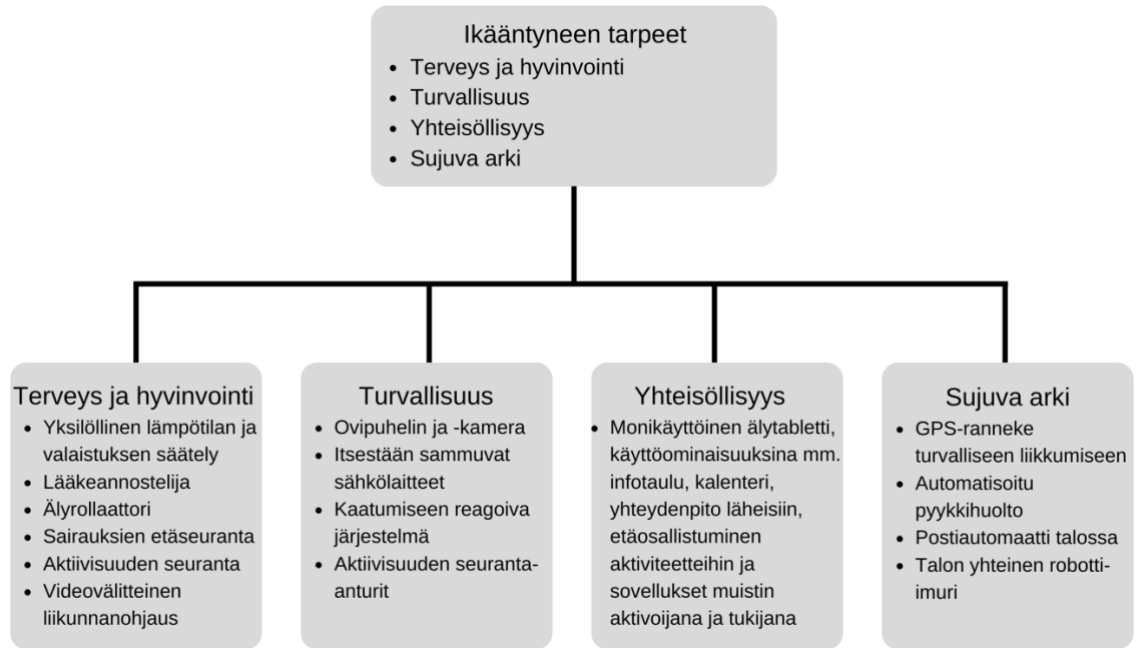 Ikääntyneen tarpeet
• Terveys ja hyvinvointi
• Turvallisuus
• Yhteisöllisyys
• Sujuva arki
Terveys ja hyvinvointi
• Yksilöllinen lämpötilan ja
valaistuksen säätely
• Lääkeannostelija
• Älyrollaattori
• Sairauksien etäseuranta
• Aktiivisuuden seuranta
• Videovälitteinen
liikunnanohjaus
Turvallisuus
• Ovipuhelin ja -kamera
• Itsestään sammuvat
sähkölaitteet
• Kaatumiseen reagoiva
järjestelmä
• Aktiivisuuden seuranta-
anturit
Yhteisöllisyys
• Monikäyttöinen älytabletti,
käyttöominaisuuksina mm.
infotaulu, kalenteri,
yhteydenpito läheisiin,
etäosallistuminen
aktiviteetteihin ja
sovellukset muistin
aktivoijana ja tukijana
Sujuva arki
• GPS-ranneke
turvalliseen liikkumiseen
• Automatisoitu
pyykkihuolto
• Postiautomaatti talossa
• Talon yhteinen robotti-
imuri